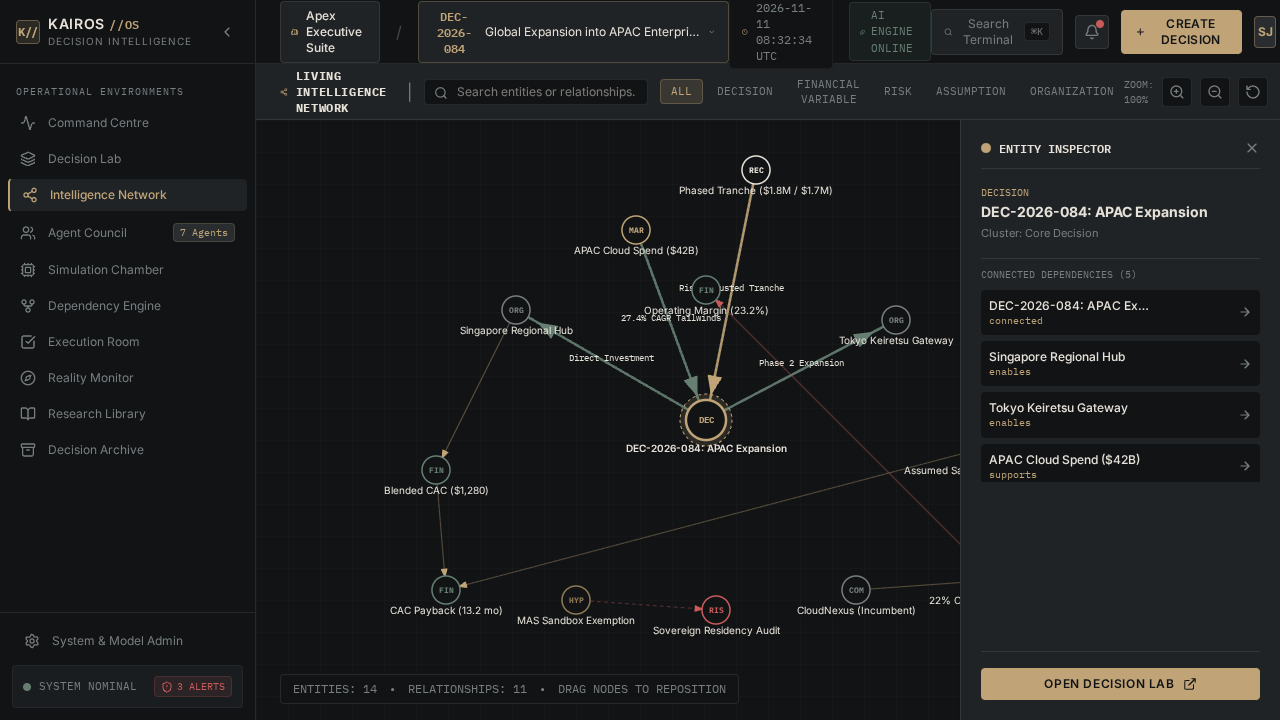 K//
KAIROS //OS
DECISION INTELLIGENCE
OPERATIONAL ENVIRONMENTS
Command Centre
Decision Lab
Intelligence Network
Agent Council
7 Agents
Simulation Chamber
Dependency Engine
Execution Room
Reality Monitor
Research Library
Decision Archive
System & Model Admin
SYSTEM NOMINAL
3 ALERTS
Apex
Executive
Suite
/
DEC-
2026-
084
Global Expansion into APAC Enterpri...
2026-11-
11
08:32:34
UTC
AI
ENGINE
ONLINE
Search
Terminal
⌘K
+ CREATE
DECISION
SJ
LIVING
INTELLIGENCE
NETWORK
Search entities or relationships.
ALL
DECISION
FINANCIAL
VARIABLE
RISK
ASSUMPTION
ORGANIZATION
ZOOM:
100%
REC
Phased Tranche ($1.8M / $1.7M)
MAR
APAC Cloud Spend ($42B)
FIN
Operating Margin (23.2%)
27.4% CAGR Tailwinds
ORG
Singapore Regional Hub
Direct Investment
ORG
Tokyo Keiretsu Gateway
Phase 2 Expansion
DEC
DEC-2026-084: APAC Expansion
FIN
Blended CAC ($1,280)
Assumed
FIN
CAC Payback (13.2 mo)
HYP
MAS Sandbox Exemption
RIS
Sovereign Residency Audit
COM
CloudNexus (Incumbent)
22%
ENTITIES: 14 • RELATIONSHIPS: 11 • DRAG NODES TO REPOSITION
ENTITY INSPECTOR
DECISION
DEC-2026-084: APAC Expansion
Cluster: Core Decision
CONNECTED DEPENDENCIES (5)
DEC-2026-084: APAC Ex...
connected
Singapore Regional Hub
enables
Tokyo Keiretsu Gateway
enables
APAC Cloud Spend ($42B)
supports
OPEN DECISION LAB